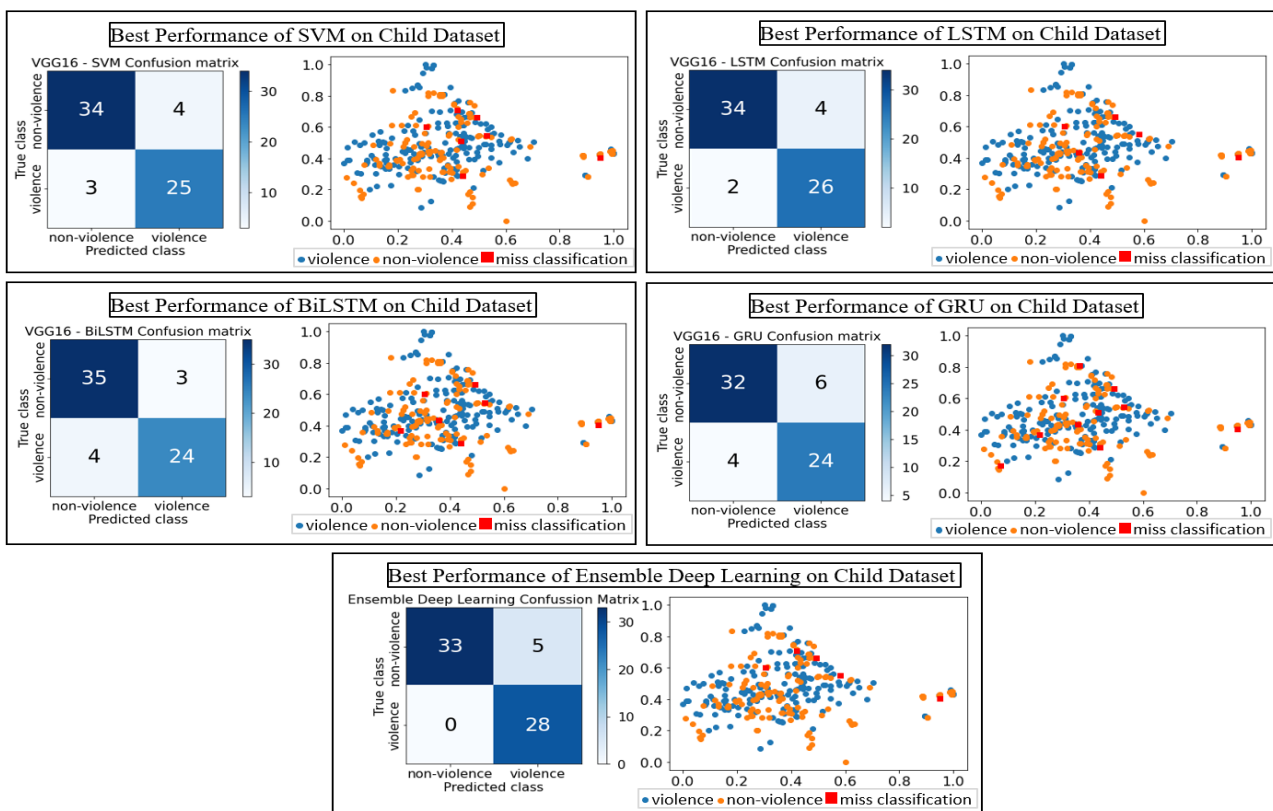 Best Performance of SVM on Child Dataset
VGG16 - SVM Confusion matrix
True class
non-violence
violence
34 4
3 25
30
20
10
non-violence violence
Predicted class
1.0
0.8
0.6
0.4
0.2
0.0
0.0 0.2 0.4 0.6 0.8 1.0
violence non-violence miss classification
Best Performance of LSTM on Child Dataset
VGG16 - LSTM Confusion matrix
True class
non-violence
violence
34 4
2 26
30
20
10
non-violence violence
Predicted class
1.0
0.8
0.6
0.4
0.2
0.0
0.0 0.2 0.4 0.6 0.8 1.0
violence non-violence miss classification
Best Performance of BiLSTM on Child Dataset
VGG16 - BiLSTM Confusion matrix
True class
non-violence
violence
35 3
4 24
30
20
10
non-violence violence
Predicted class
1.0
0.8
0.6
0.4
0.2
0.0
0.0 0.2 0.4 0.6 0.8 1.0
violence non-violence miss classification
Best Performance of GRU on Child Dataset
VGG16 - GRU Confusion matrix
True class
non-violence
violence
32 6
4 24
30
25
20
15
10
5
non-violence violence
Predicted class
1.0
0.8
0.6
0.4
0.2
0.0
0.0 0.2 0.4 0.6 0.8 1.0
violence non-violence miss classification
Best Performance of Ensemble Deep Learning on Child Dataset
Ensemble Deep Learning Confussion Matrix
True class
non-violence
violence
33 5
0 28
30
20
10
0
non-violence violence
Predicted class
1.0
0.8
0.6
0.4
0.2
0.0
0.0 0.2 0.4 0.6 0.8 1.0
violence non-violence miss classification